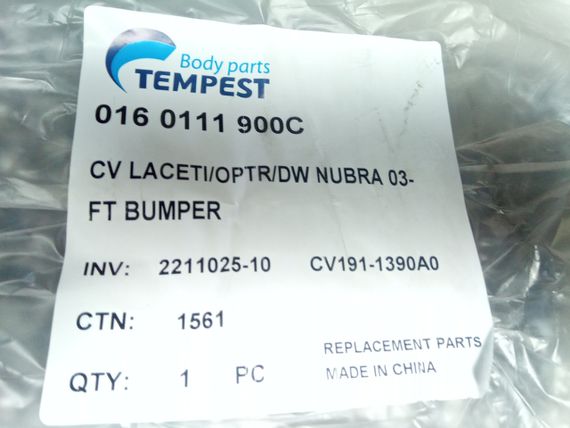 Body parts
TEMPEST
016 0111 900C
CV LACETI/OPTR/DW NUBRA 03-
FT BUMPER
INV: 2211025-10 CV191-1390A0
CTN: 1561
REPLACEMENT PARTS
QTY: 1 PC MADE IN CHINA